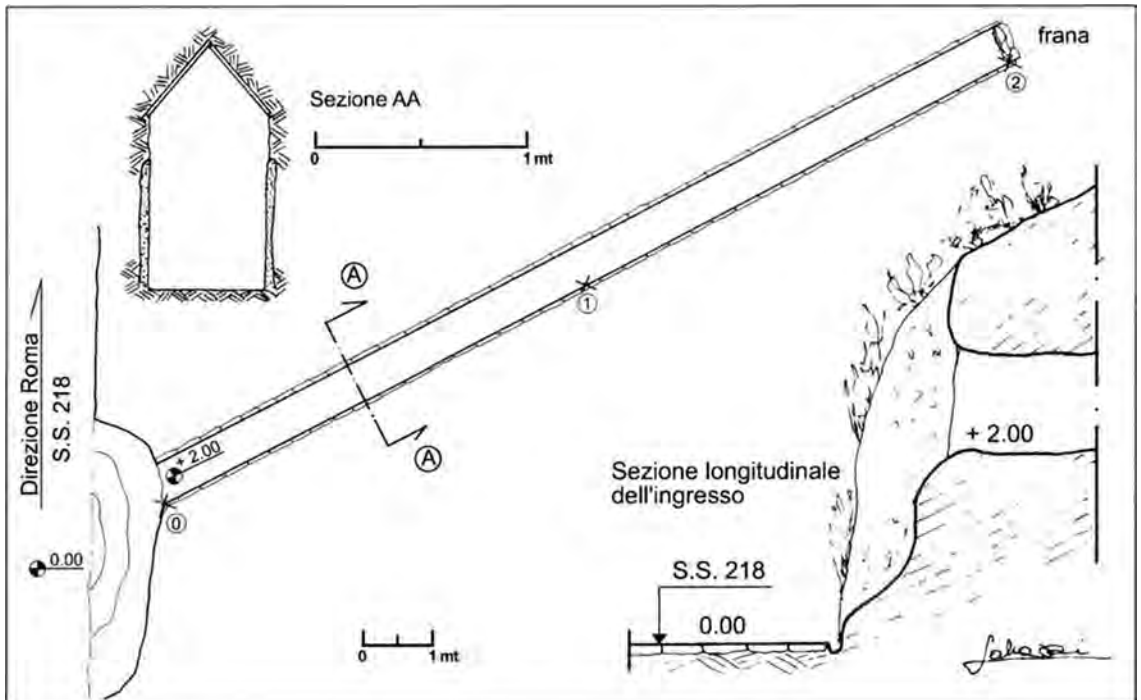 frana
②
Sezione AA
0 1 mt
①
A
A
Direzione Roma
S.S. 218
+ 2.00
⓪
0.00
+ 2.00
Sezione longitudinale
dell'ingresso
S.S. 218
0.00
0 1 mt